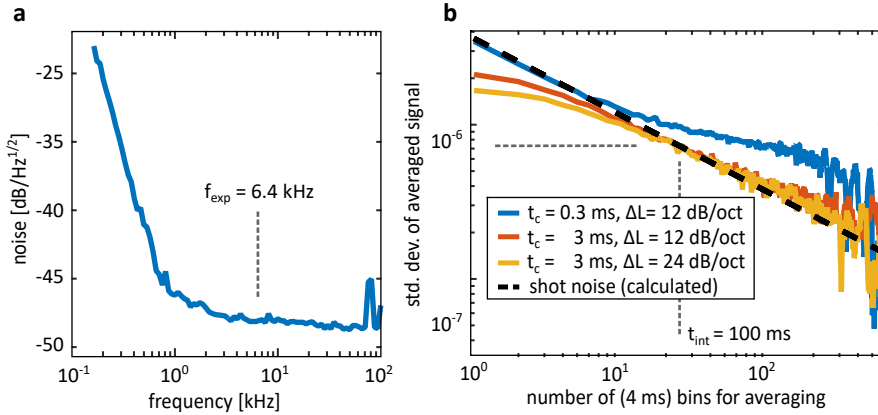 a
noise [dB/Hz^1/2]
-25
-30
-35
-40
-45
-50
f_exp = 6.4 kHz
10^-1
10^0
10^1
10^2
frequency [kHz]
b
std. dev. of averaged signal
10^-6
10^-7
t_c = 0.3 ms, ΔL= 12 dB/oct
t_c = 3 ms, ΔL = 12 dB/oct
t_c = 3 ms, ΔL = 24 dB/oct
shot noise (calculated)
t_int = 100 ms
10^0
10^1
10^2
number of (4 ms) bins for averaging